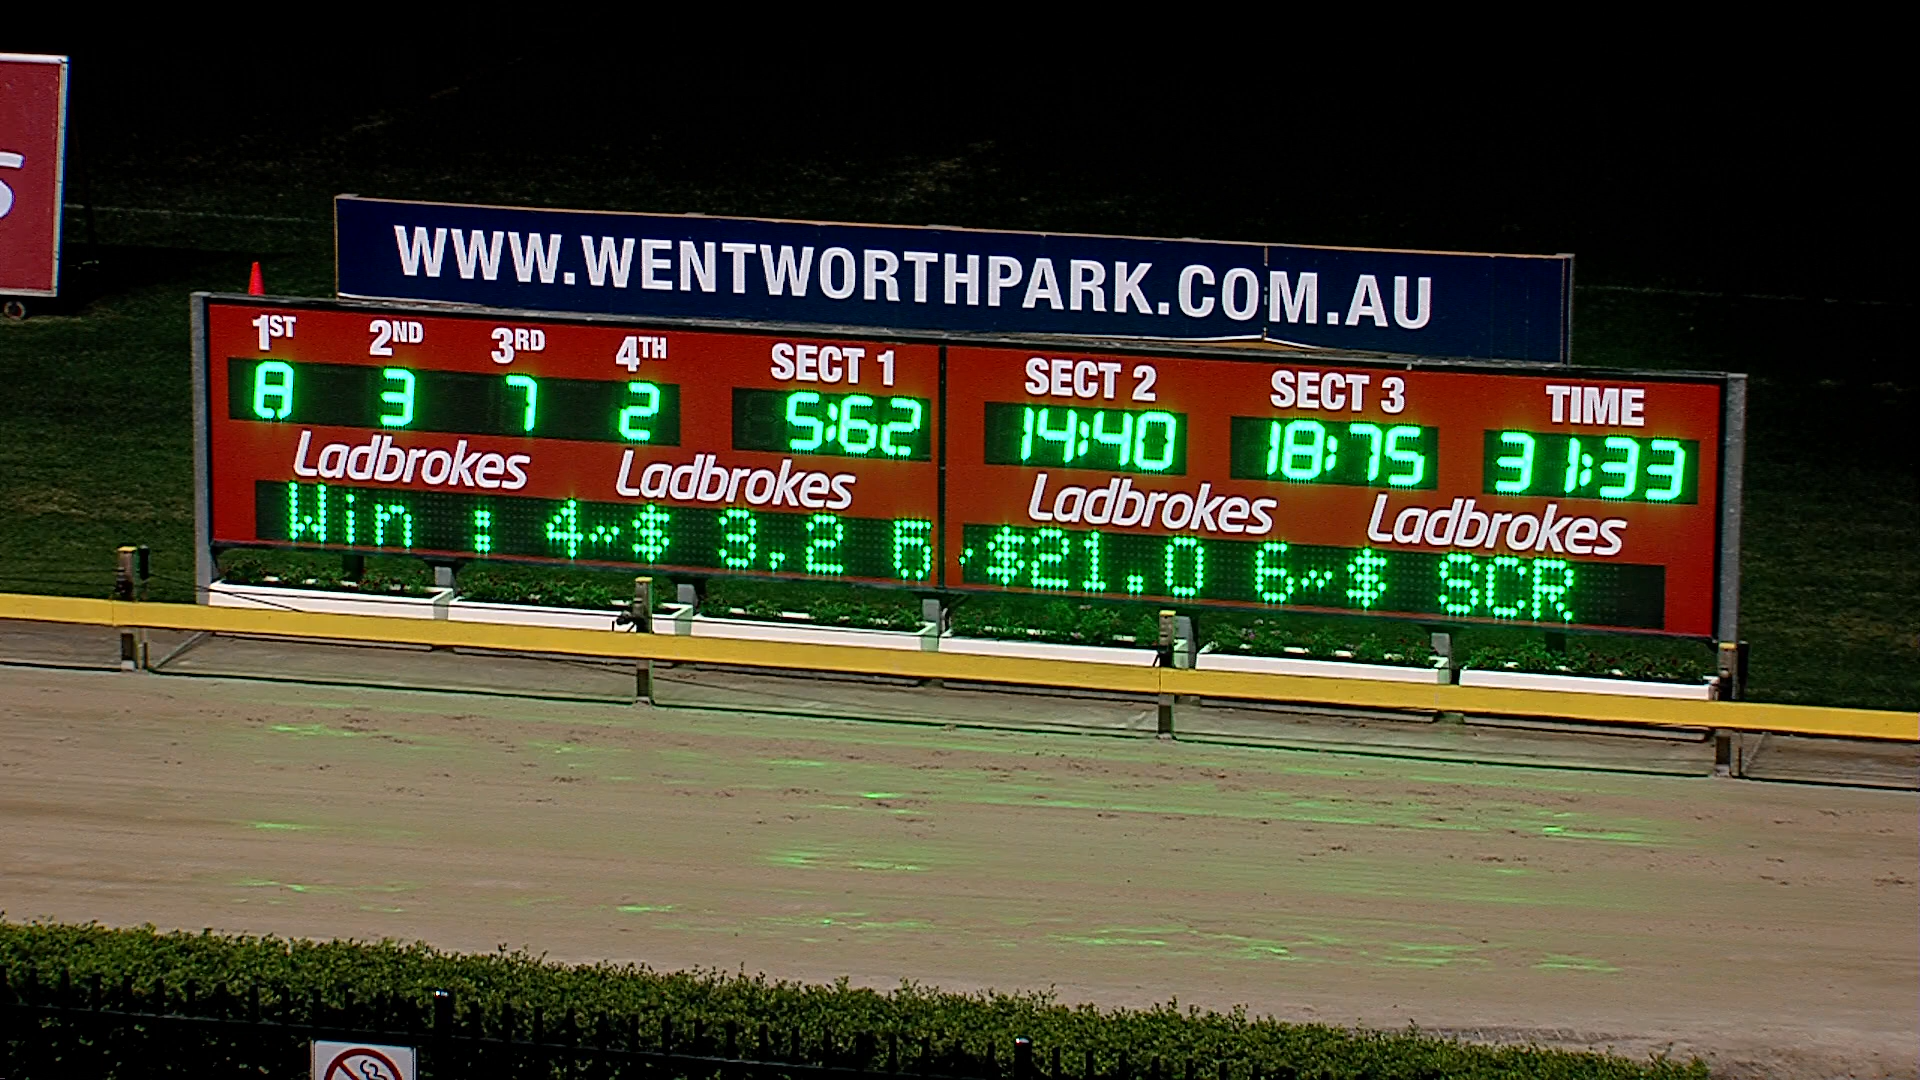 WWW.WENTWORTHPARK.COM.AU
1ST 2ND 3RD 4TH SECT 1 SECT 2 SECT 3 TIME
8 3 7 2 5:62 14:40 18:75 31:33
Ladbrokes Ladbrokes Ladbrokes Ladbrokes
Win : 4~$ 3.2 6~$21.0 6~$ SCR